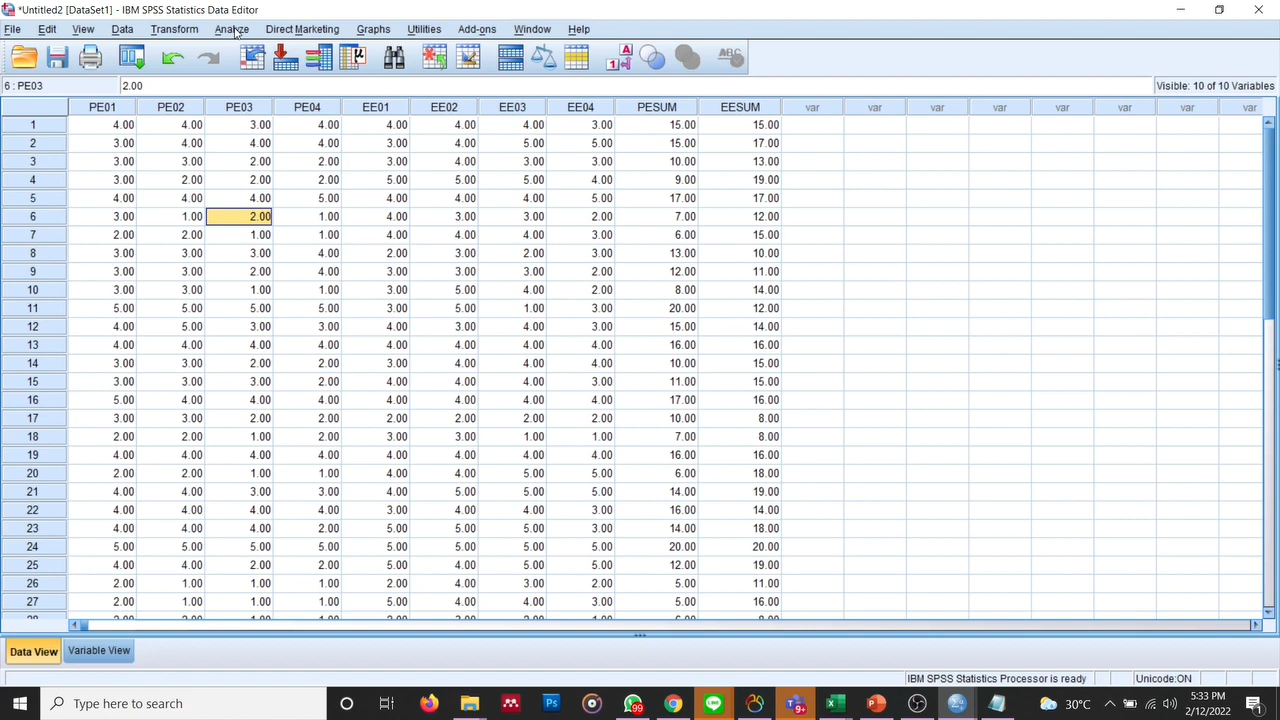 *Untitled2 [DataSet1] - IBM SPSS Statistics Data Editor
File Edit View Data Transform Analyze Direct Marketing Graphs Utilities Add-ons Window Help
6 : PE03 2.00 Visible: 10 of 10 Variables
PE01 PE02 PE03 PE04 EE01 EE02 EE03 EE04 PESUM EESUM var var var var var var var var
1 4.00 4.00 3.00 4.00 4.00 4.00 4.00 3.00 15.00 15.00
2 3.00 4.00 4.00 4.00 3.00 4.00 5.00 5.00 15.00 17.00
3 3.00 3.00 2.00 2.00 3.00 4.00 3.00 3.00 10.00 13.00
4 3.00 2.00 2.00 2.00 5.00 5.00 5.00 4.00 9.00 19.00
5 4.00 4.00 4.00 5.00 4.00 4.00 4.00 5.00 17.00 17.00
6 3.00 1.00 2.00 1.00 4.00 3.00 3.00 2.00 7.00 12.00
7 2.00 2.00 1.00 1.00 4.00 4.00 4.00 3.00 6.00 15.00
8 3.00 3.00 3.00 4.00 2.00 3.00 2.00 3.00 13.00 10.00
9 3.00 3.00 2.00 4.00 3.00 3.00 3.00 2.00 12.00 11.00
10 3.00 3.00 1.00 1.00 3.00 5.00 4.00 2.00 8.00 14.00
11 5.00 5.00 5.00 5.00 3.00 5.00 1.00 3.00 20.00 12.00
12 4.00 5.00 3.00 3.00 4.00 3.00 4.00 3.00 15.00 14.00
13 4.00 4.00 4.00 4.00 4.00 4.00 4.00 4.00 16.00 16.00
14 3.00 3.00 2.00 2.00 3.00 4.00 4.00 4.00 10.00 15.00
15 3.00 3.00 3.00 2.00 4.00 4.00 4.00 3.00 11.00 15.00
16 5.00 4.00 4.00 4.00 4.00 4.00 4.00 4.00 17.00 16.00
17 3.00 3.00 2.00 2.00 2.00 2.00 2.00 2.00 10.00 8.00
18 2.00 2.00 1.00 2.00 3.00 3.00 1.00 1.00 7.00 8.00
19 4.00 4.00 4.00 4.00 4.00 4.00 4.00 4.00 16.00 16.00
20 2.00 2.00 1.00 1.00 4.00 4.00 5.00 5.00 6.00 18.00
21 4.00 4.00 3.00 3.00 4.00 5.00 5.00 5.00 14.00 19.00
22 4.00 4.00 4.00 4.00 3.00 4.00 4.00 3.00 16.00 14.00
23 4.00 4.00 4.00 2.00 5.00 5.00 5.00 3.00 14.00 18.00
24 5.00 5.00 5.00 5.00 5.00 5.00 5.00 5.00 20.00 20.00
25 4.00 4.00 2.00 2.00 5.00 4.00 5.00 5.00 12.00 19.00
26 2.00 1.00 1.00 1.00 2.00 4.00 3.00 2.00 5.00 11.00
27 2.00 1.00 1.00 1.00 5.00 4.00 4.00 3.00 5.00 16.00
Data View Variable View
IBM SPSS Statistics Processor is ready Unicode:ON
Type here to search
99
9+
23°C
5:33 PM
2/12/2022